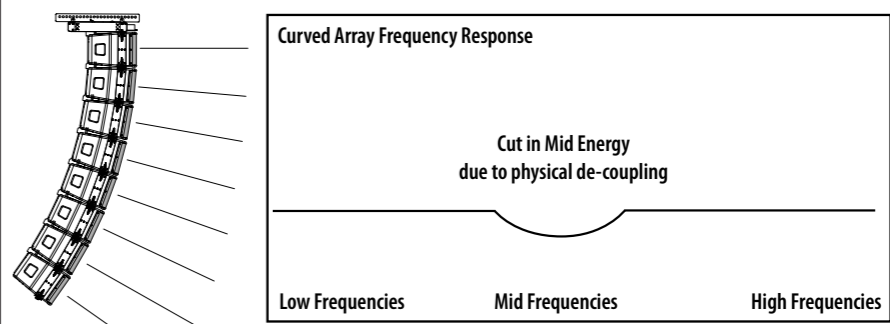 Curved Array Frequency Response
Cut in Mid Energy
due to physical de-coupling
Low Frequencies Mid Frequencies High Frequencies